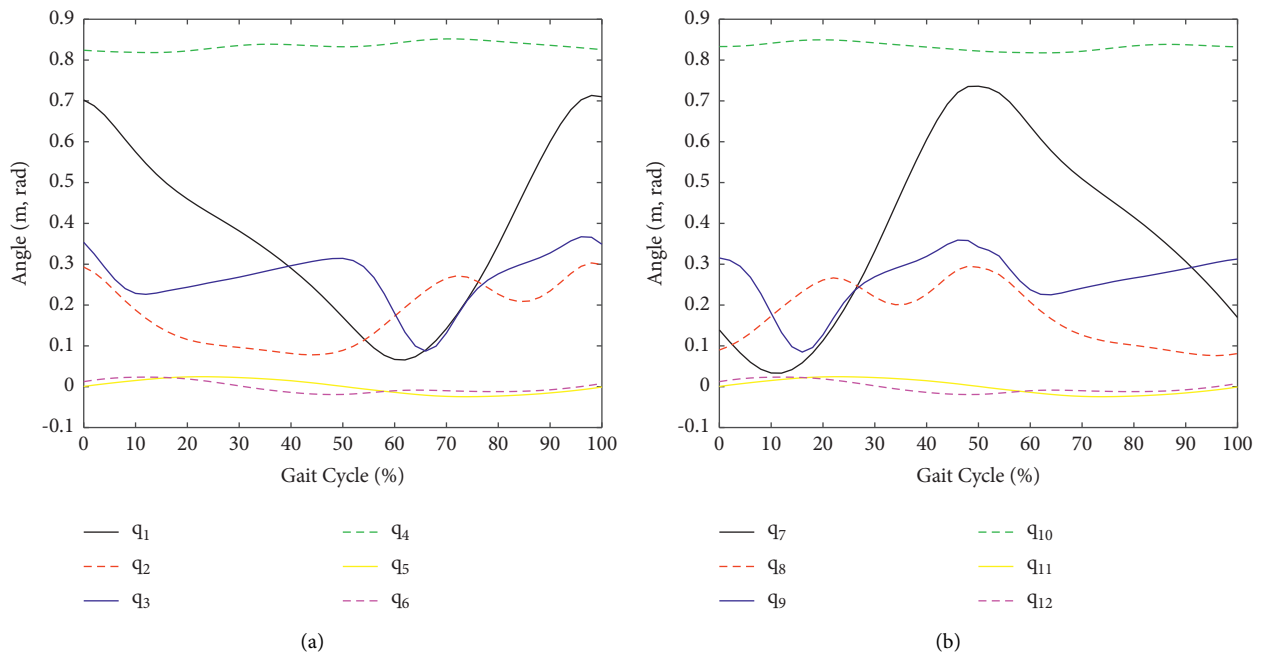 0.9
0.8
0.7
0.6
0.5
0.4
0.3
0.2
0.1
0
-0.1
Angle (m, rad)
0 10 20 30 40 50 60 70 80 90 100
Gait Cycle (%)
q1
q2
q3
q4
q5
q6
(a)
0.9
0.8
0.7
0.6
0.5
0.4
0.3
0.2
0.1
0
-0.1
Angle (m, rad)
0 10 20 30 40 50 60 70 80 90 100
Gait Cycle (%)
q7
q8
q9
q10
q11
q12
(b)